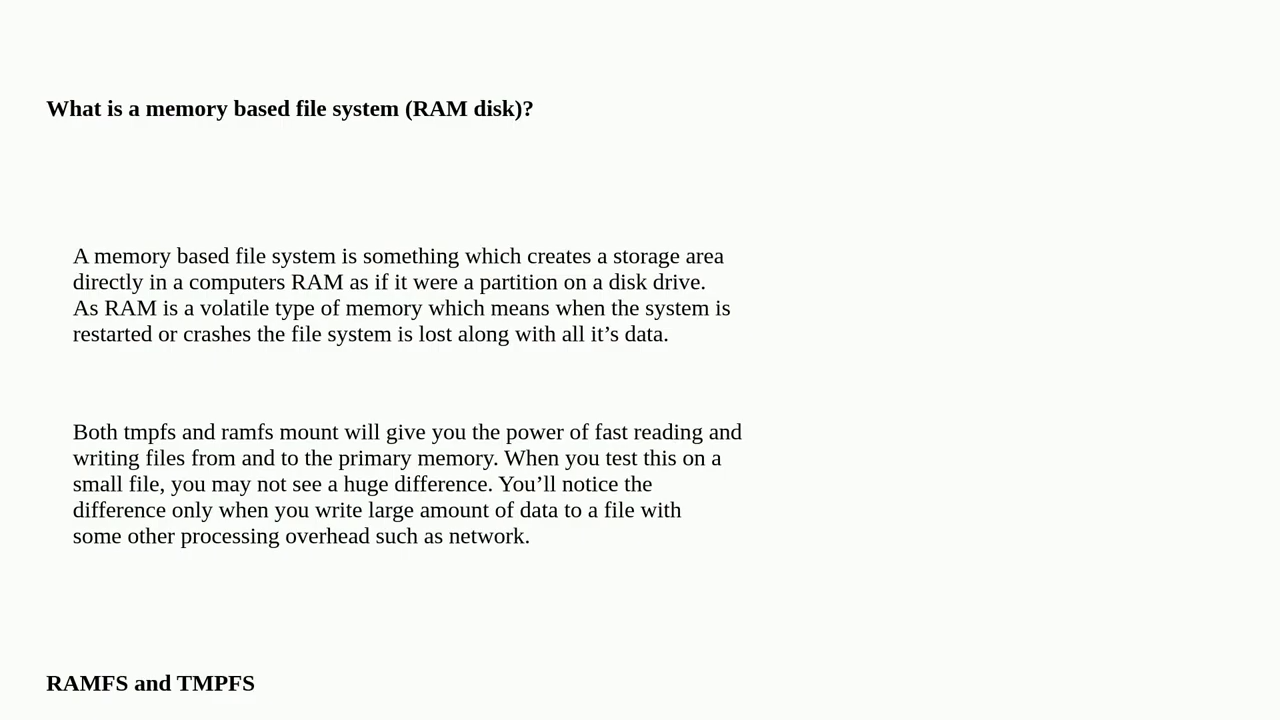 What is a memory based file system (RAM disk)?
A memory based file system is something which creates a storage area
directly in a computers RAM as if it were a partition on a disk drive.
As RAM is a volatile type of memory which means when the system is
restarted or crashes the file system is lost along with all it’s data.
Both tmpfs and ramfs mount will give you the power of fast reading and
writing files from and to the primary memory. When you test this on a
small file, you may not see a huge difference. You’ll notice the
difference only when you write large amount of data to a file with
some other processing overhead such as network.
RAMFS and TMPFS